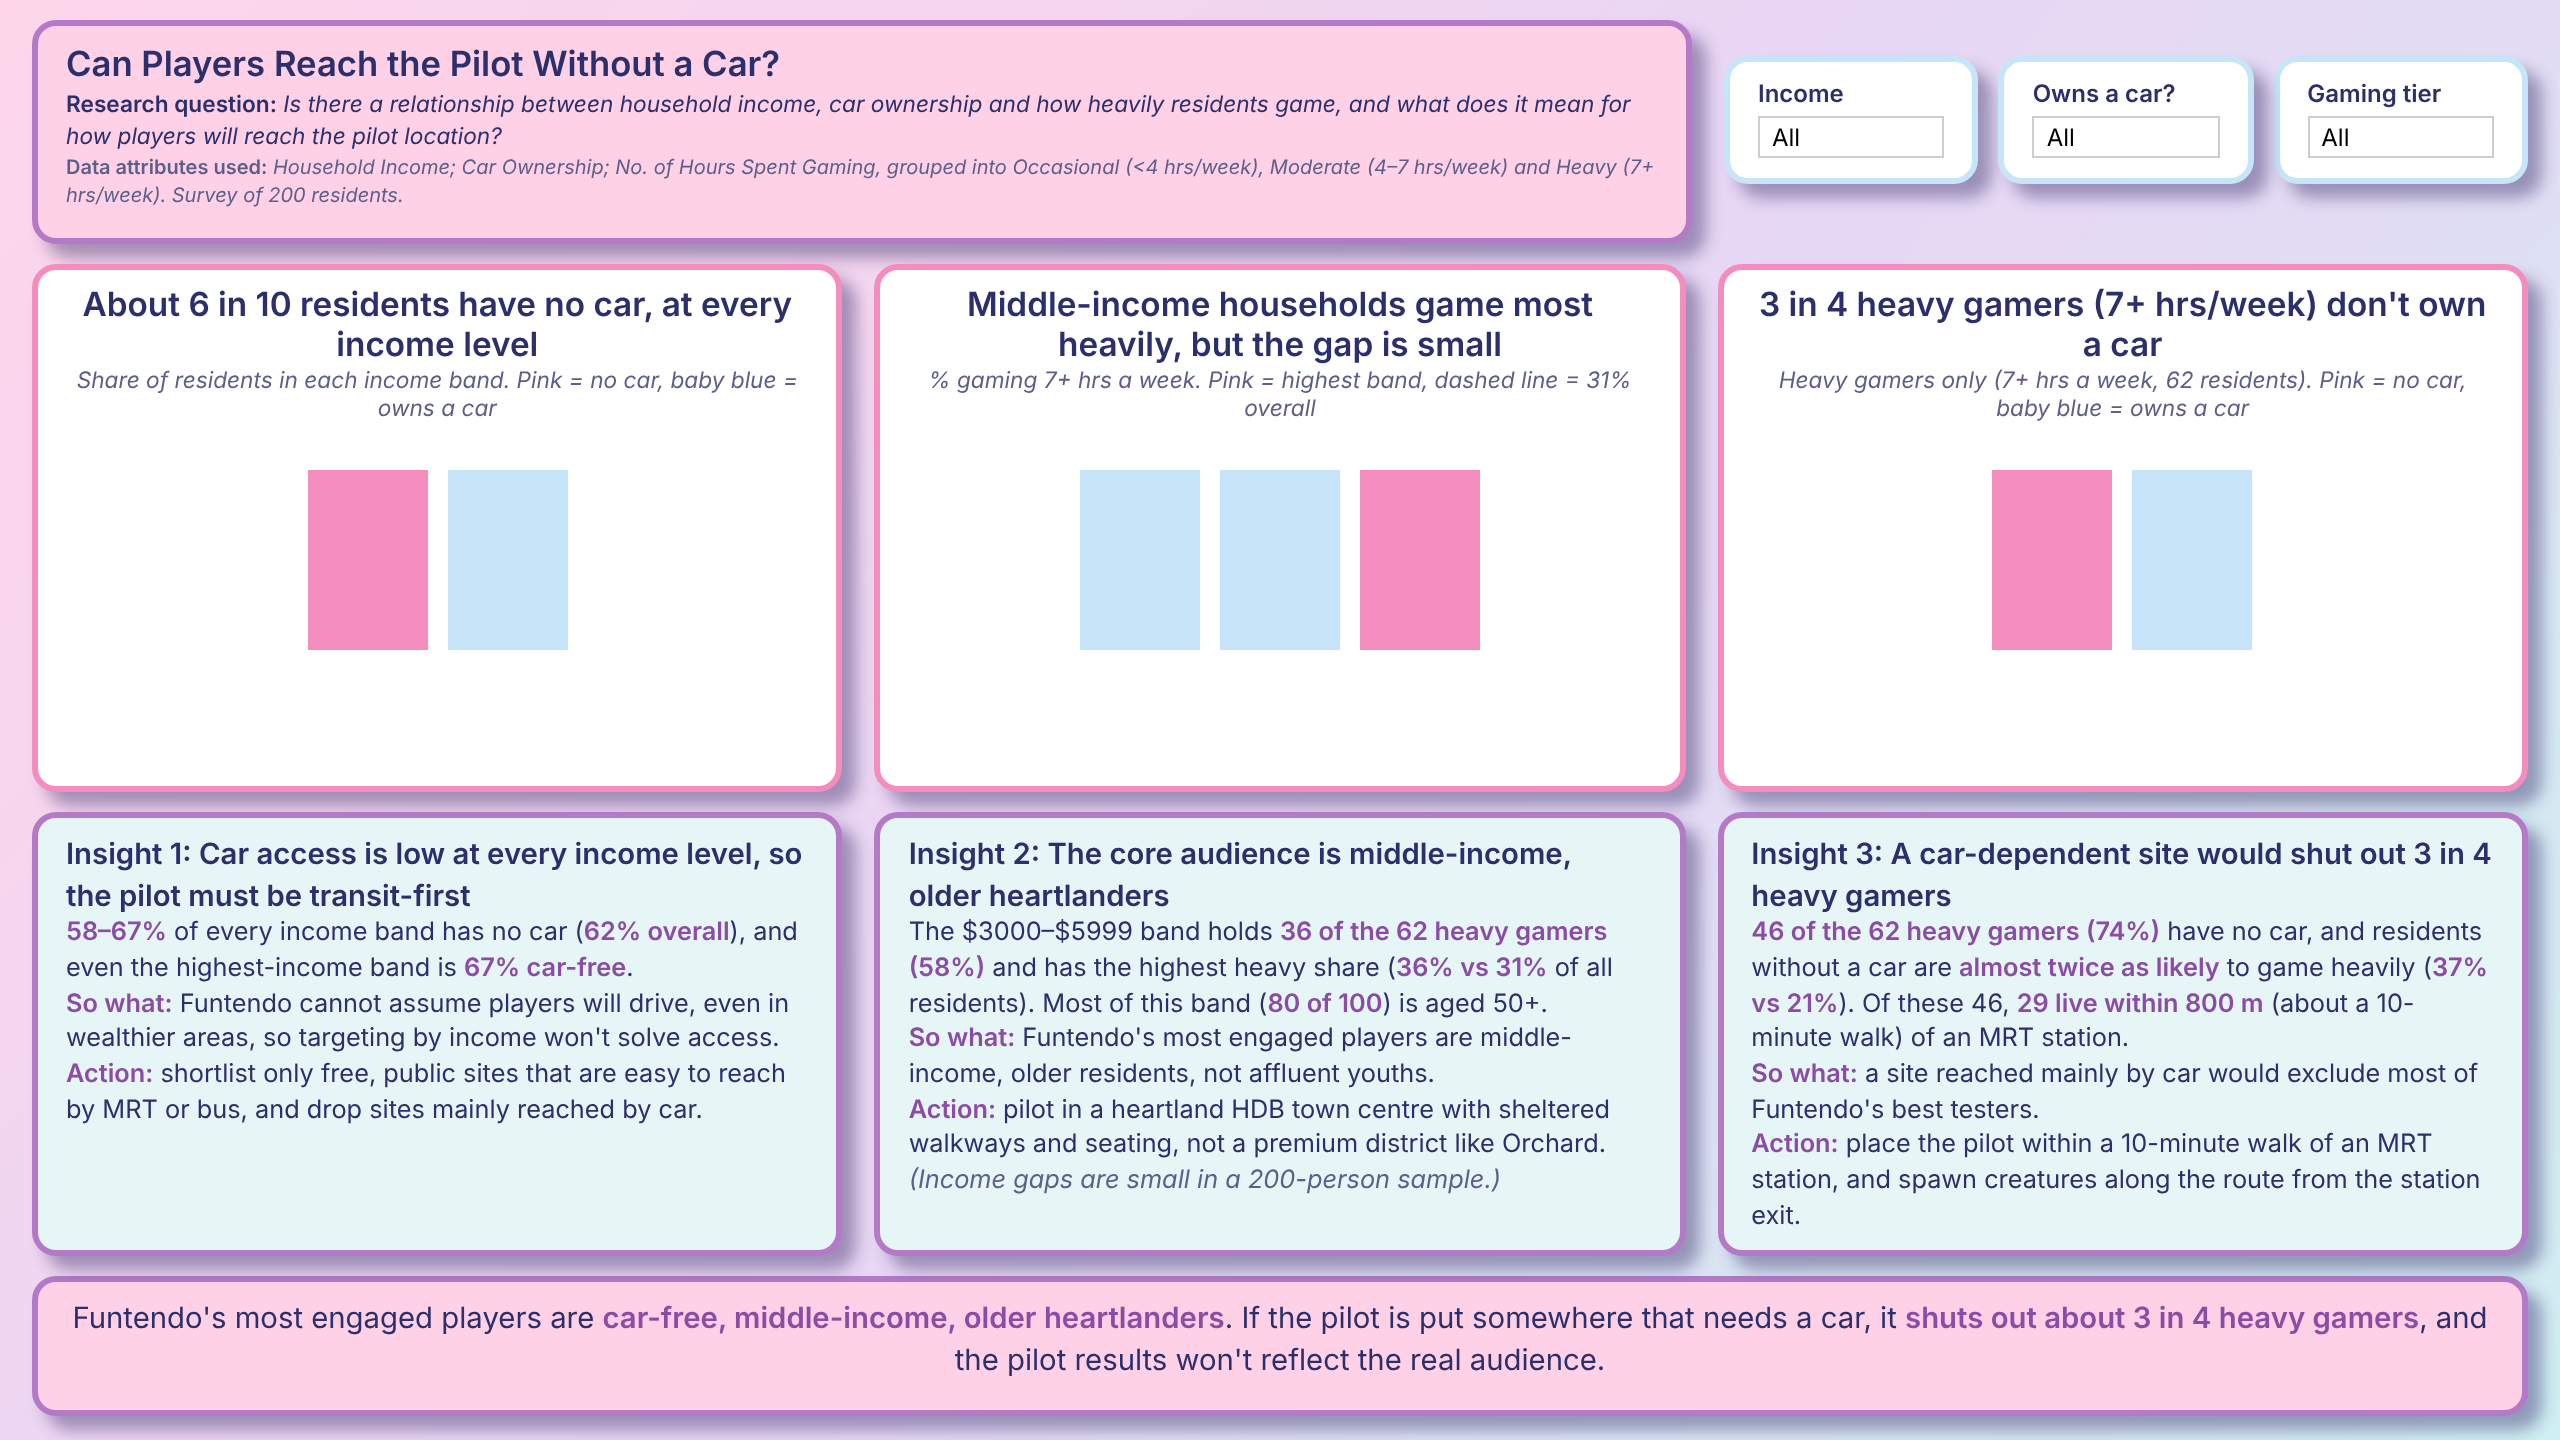 Can Players Reach the Pilot Without a Car?
Research question: Is there a relationship between household income, car ownership and how heavily residents game, and what does it mean for
how players will reach the pilot location?
Data attributes used: Household Income; Car Ownership; No. of Hours Spent Gaming, grouped into Occasional (<4 hrs/week), Moderate (4–7 hrs/week) and Heavy (7+
hrs/week). Survey of 200 residents.
Income
All
Owns a car?
All
Gaming tier
All
About 6 in 10 residents have no car, at every
income level
Share of residents in each income band. Pink = no car, baby blue =
owns a car
Middle-income households game most
heavily, but the gap is small
% gaming 7+ hrs a week. Pink = highest band, dashed line = 31%
overall
3 in 4 heavy gamers (7+ hrs/week) don't own
a car
Heavy gamers only (7+ hrs a week, 62 residents). Pink = no car,
baby blue = owns a car
Insight 1: Car access is low at every income level, so
the pilot must be transit-first
58–67% of every income band has no car (62% overall), and
even the highest-income band is 67% car-free.
So what: Funtendo cannot assume players will drive, even in
wealthier areas, so targeting by income won't solve access.
Action: shortlist only free, public sites that are easy to reach
by MRT or bus, and drop sites mainly reached by car.
Insight 2: The core audience is middle-income,
older heartlanders
The $3000–$5999 band holds 36 of the 62 heavy gamers
(58%) and has the highest heavy share (36% vs 31% of all
residents). Most of this band (80 of 100) is aged 50+.
So what: Funtendo's most engaged players are middle-
income, older residents, not affluent youths.
Action: pilot in a heartland HDB town centre with sheltered
walkways and seating, not a premium district like Orchard.
(Income gaps are small in a 200-person sample.)
Insight 3: A car-dependent site would shut out 3 in 4
heavy gamers
46 of the 62 heavy gamers (74%) have no car, and residents
without a car are almost twice as likely to game heavily (37%
vs 21%). Of these 46, 29 live within 800 m (about a 10-
minute walk) of an MRT station.
So what: a site reached mainly by car would exclude most of
Funtendo's best testers.
Action: place the pilot within a 10-minute walk of an MRT
station, and spawn creatures along the route from the station
exit.
Funtendo's most engaged players are car-free, middle-income, older heartlanders. If the pilot is put somewhere that needs a car, it shuts out about 3 in 4 heavy gamers, and
the pilot results won't reflect the real audience.